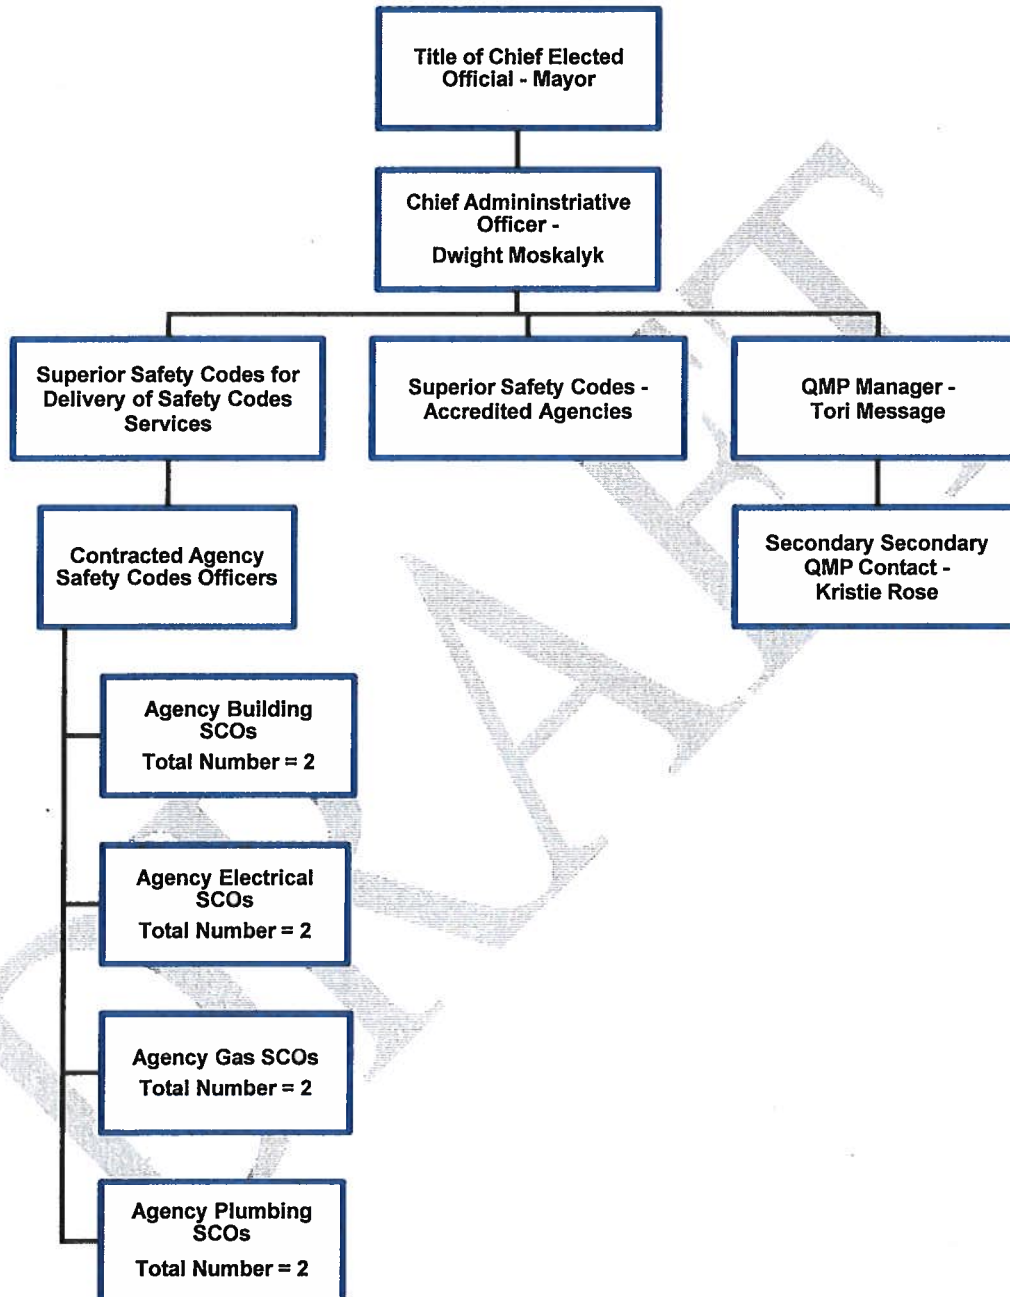 Title of Chief Elected
Official - Mayor
Chief Admininstriative
Officer -
Dwight Moskalyk
Superior Safety Codes for
Delivery of Safety Codes
Services
Superior Safety Codes -
Accredited Agencies
QMP Manager -
Tori Message
Contracted Agency
Safety Codes Officers
Secondary Secondary
QMP Contact -
Kristie Rose
Agency Building
SCOs
Total Number = 2
Agency Electrical
SCOs
Total Number = 2
Agency Gas SCOs
Total Number = 2
Agency Plumbing
SCOs
Total Number = 2
DRAFT